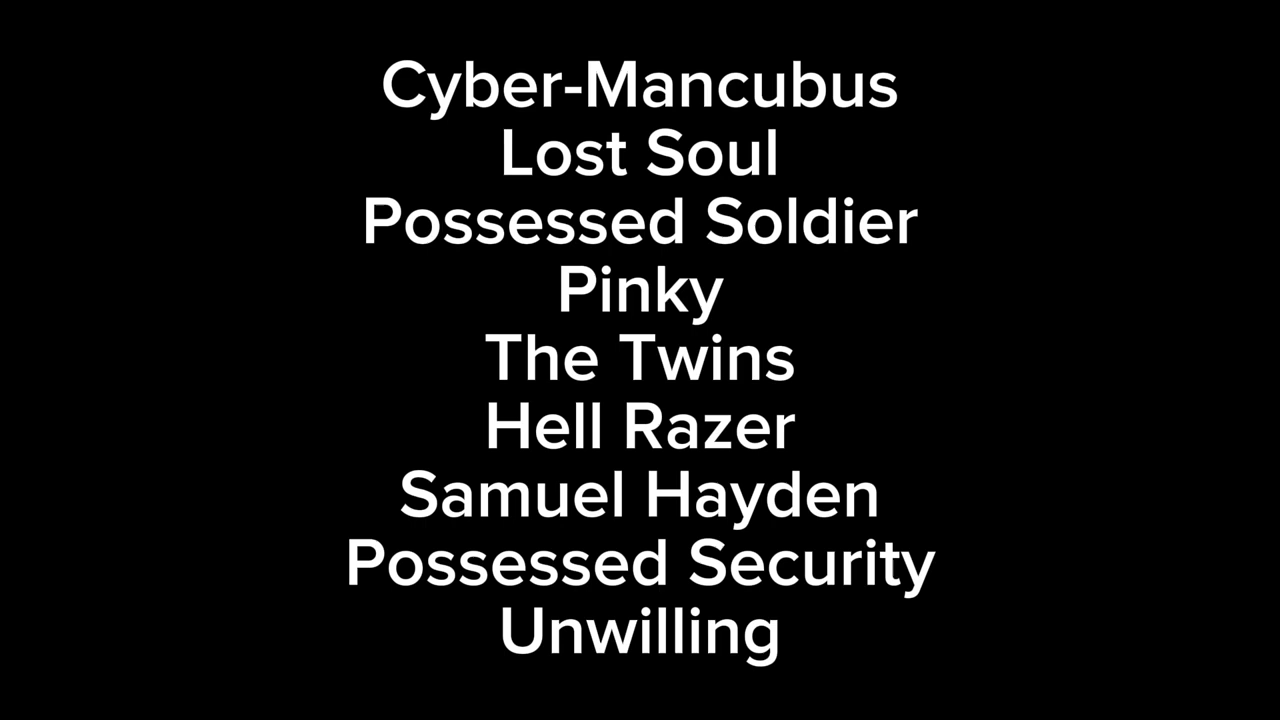 Cyber-Mancubus
Lost Soul
Possessed Soldier
Pinky
The Twins
Hell Razer
Samuel Hayden
Possessed Security
Unwilling